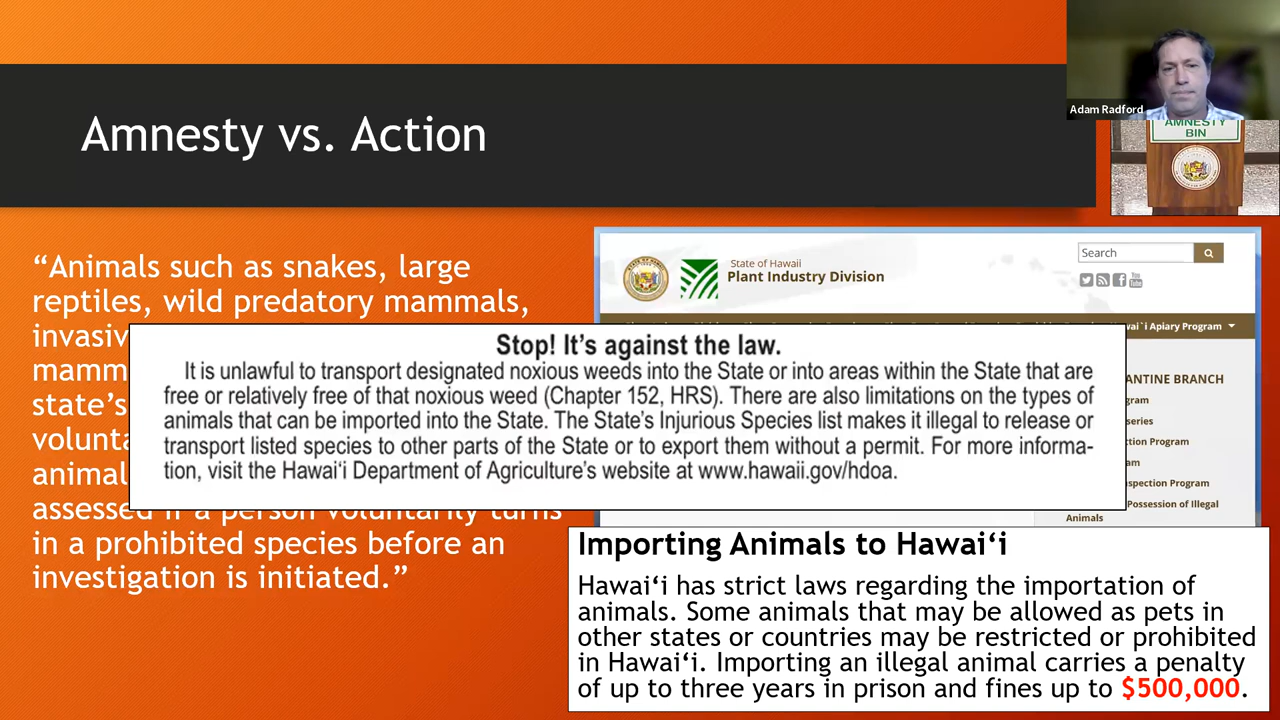 Adam Radford
AMNESTY
BIN
Amnesty vs. Action
“Animals such as snakes, large
reptiles, wild predatory mammals,
invasiv
mamm
state’s
volunta
animal
assessed if a person voluntarily turns
in a prohibited species before an
investigation is initiated.”
State of Hawaii
Plant Industry Division
Search
wai`i Apiary Program
ANTINE BRANCH
gram
series
ction Program
am
nspection Program
Possession of Illegal
Animals
Stop! It’s against the law.
It is unlawful to transport designated noxious weeds into the State or into areas within the State that are
free or relatively free of that noxious weed (Chapter 152, HRS). There are also limitations on the types of
animals that can be imported into the State. The State’s Injurious Species list makes it illegal to release or
transport listed species to other parts of the State or to export them without a permit. For more informa-
tion, visit the Hawai‘i Department of Agriculture’s website at www.hawaii.gov/hdoa.
Importing Animals to Hawai‘i
Hawai‘i has strict laws regarding the importation of
animals. Some animals that may be allowed as pets in
other states or countries may be restricted or prohibited
in Hawai‘i. Importing an illegal animal carries a penalty
of up to three years in prison and fines up to $500,000.